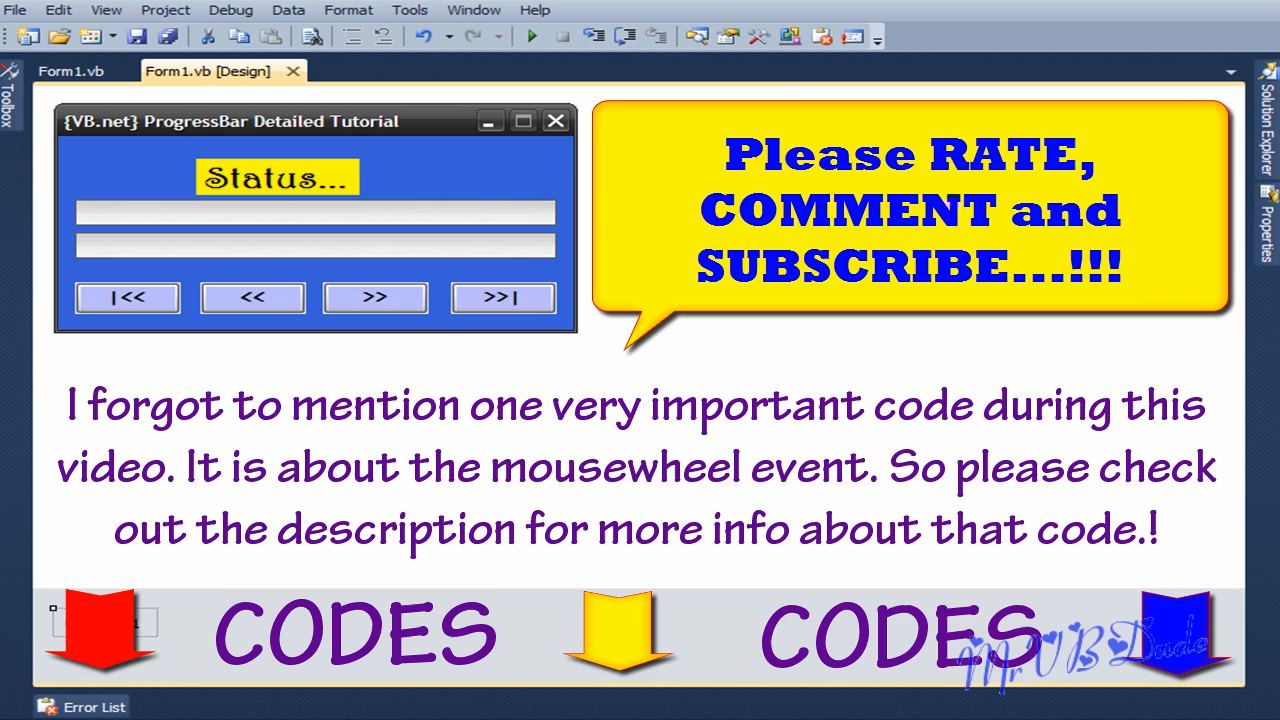 File Edit View Project Debug Data Format Tools Window Help
Form1.vb
Form1.vb [Design]
Toolbox
Solution Explorer
Properties
{VB.net} ProgressBar Detailed Tutorial
Status...
|<< << >> >>|
Please RATE,
COMMENT and
SUBSCRIBE...!!!
I forgot to mention one very important code during this
video. It is about the mousewheel event. So please check
out the description for more info about that code.!
CODES CODES
MrVBDude
Error List